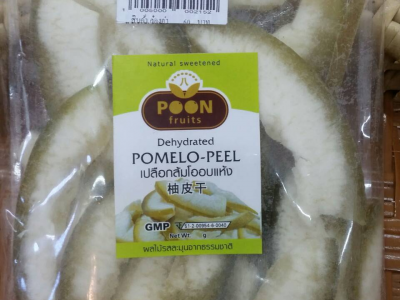 Natural sweetened
POON
fruits
Dehydrated
POMELO-PEEL
เปลือกส้มโออบแห้ง
柚皮干
GMP
net Wt. g
ผลไม้รสละมุนจากธรรมชาติ